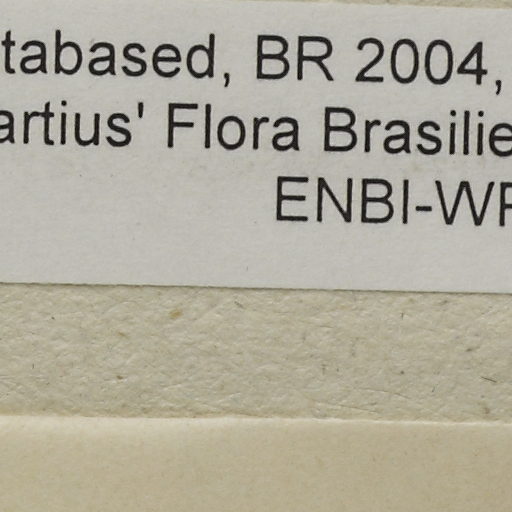 tabased, BR 2004,
artius' Flora Brasilie
ENBI-WP